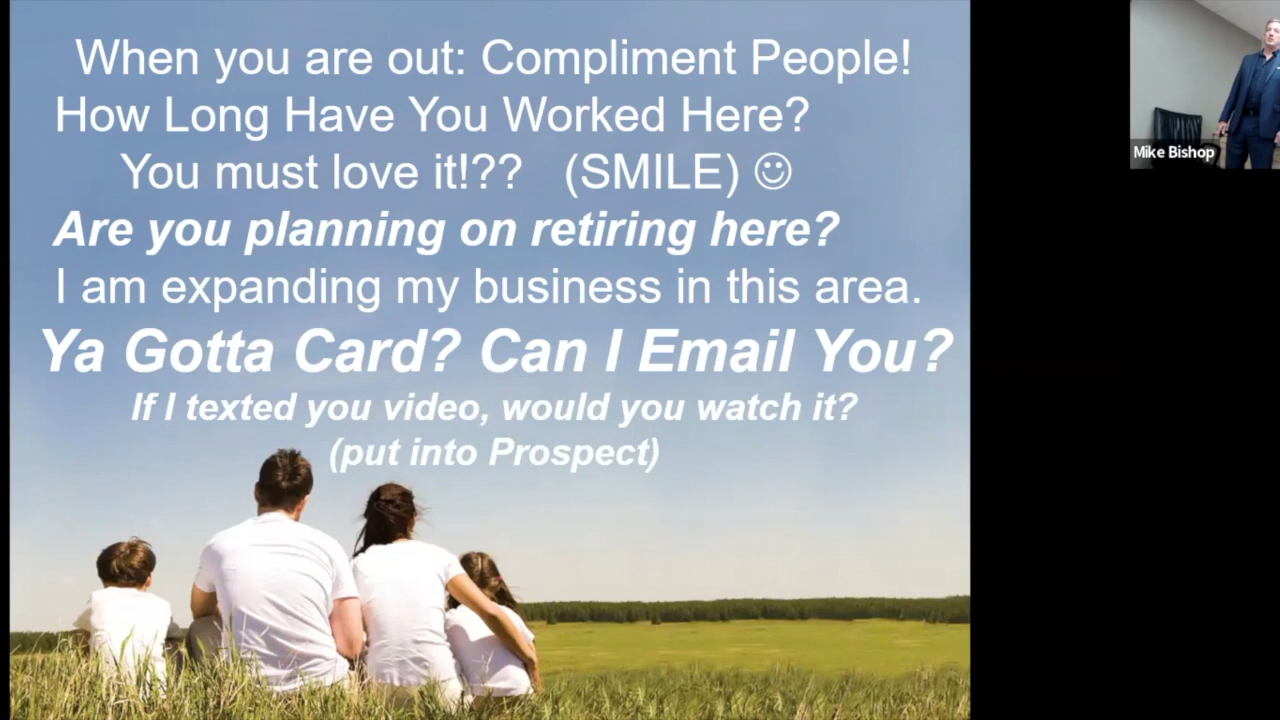 When you are out: Compliment People!
How Long Have You Worked Here?
You must love it!?? (SMILE) ☺
Are you planning on retiring here?
I am expanding my business in this area.
Ya Gotta Card? Can I Email You?
If I texted you video, would you watch it?
(put into Prospect)
Mike Bishop